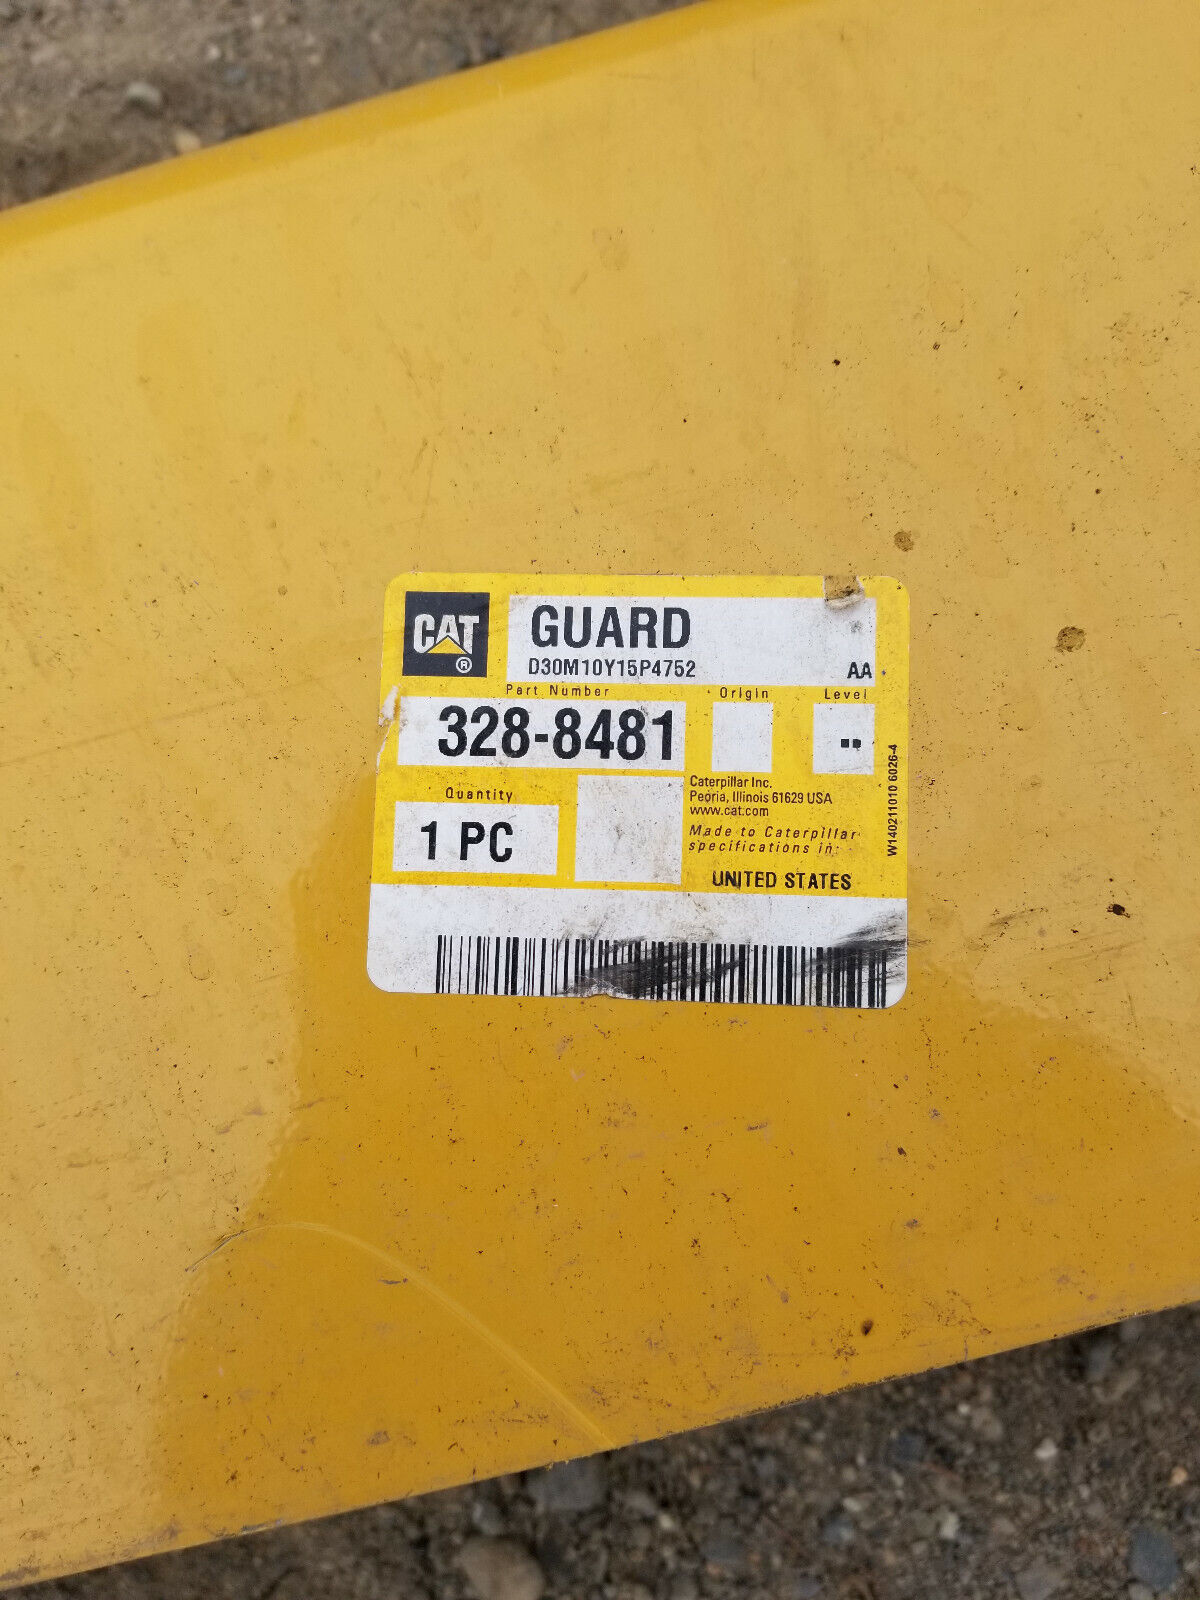 CAT
®
GUARD
D30M10Y15P4752
AA
Part Number
Origin
Level
328-8481
--
Quantity
1 PC
Caterpillar Inc.
Peoria, Illinois 61629 USA
www.cat.com
Made to Caterpillar
specifications in:
UNITED STATES
W140211010 6026-4